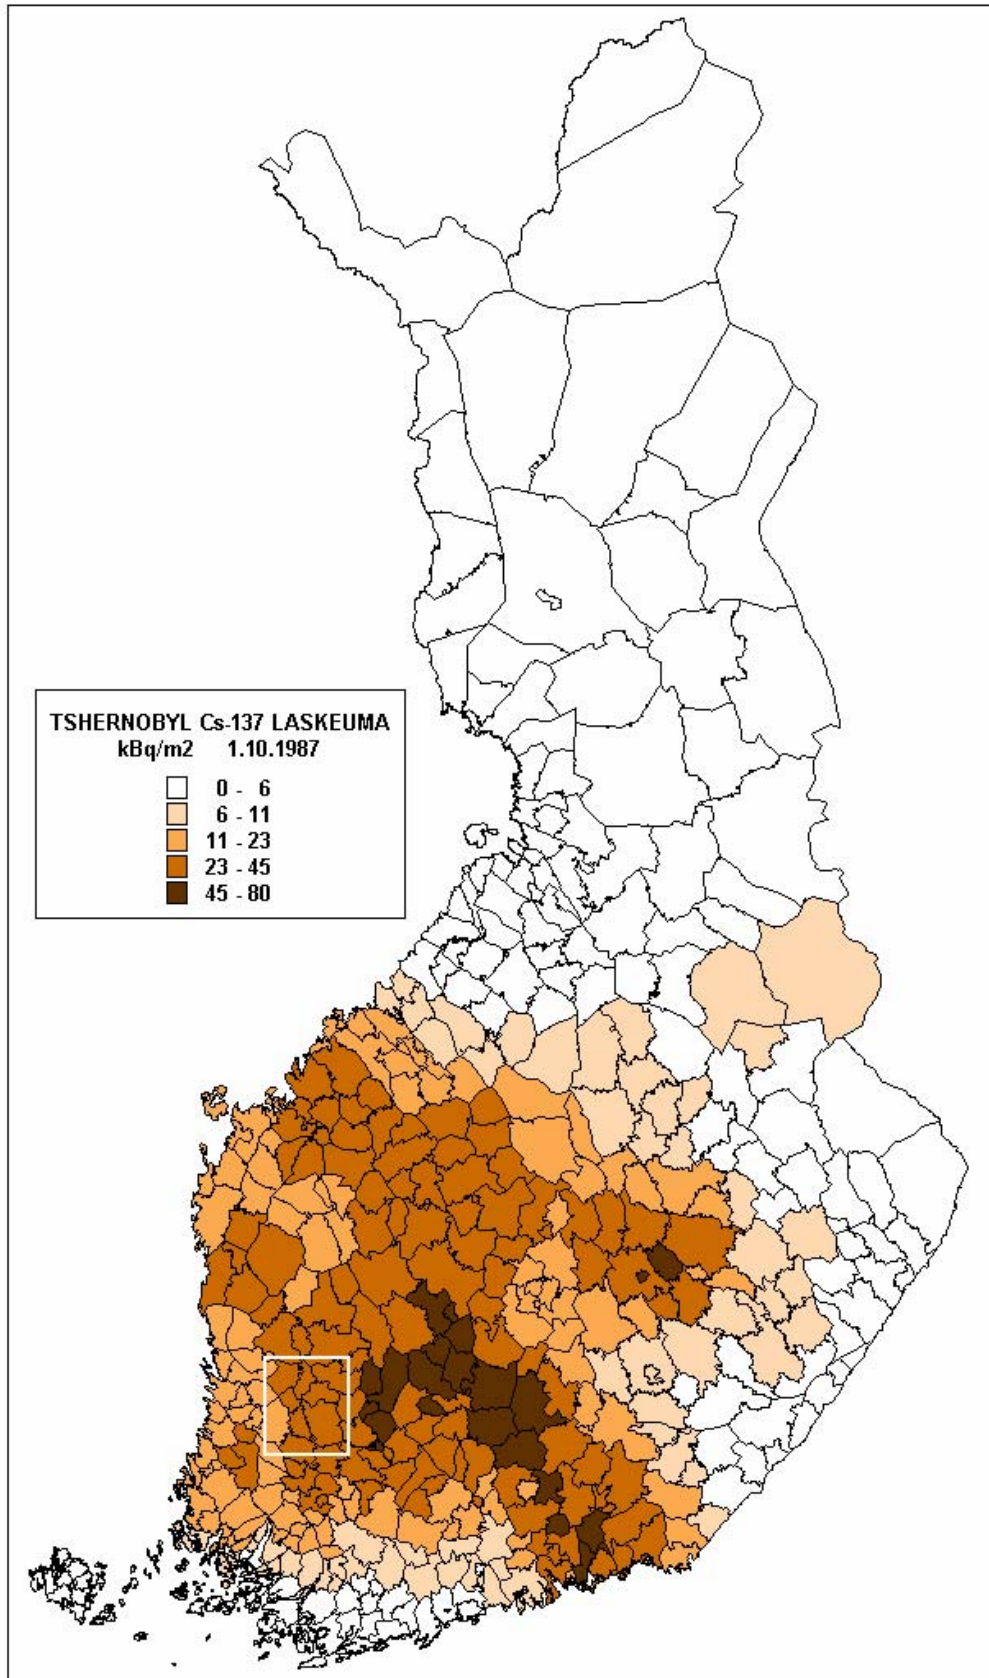 TSHERNOBYL Cs-137 LASKEUMA
kBq/m2 1.10.1987
0 - 6
6 - 11
11 - 23
23 - 45
45 - 80